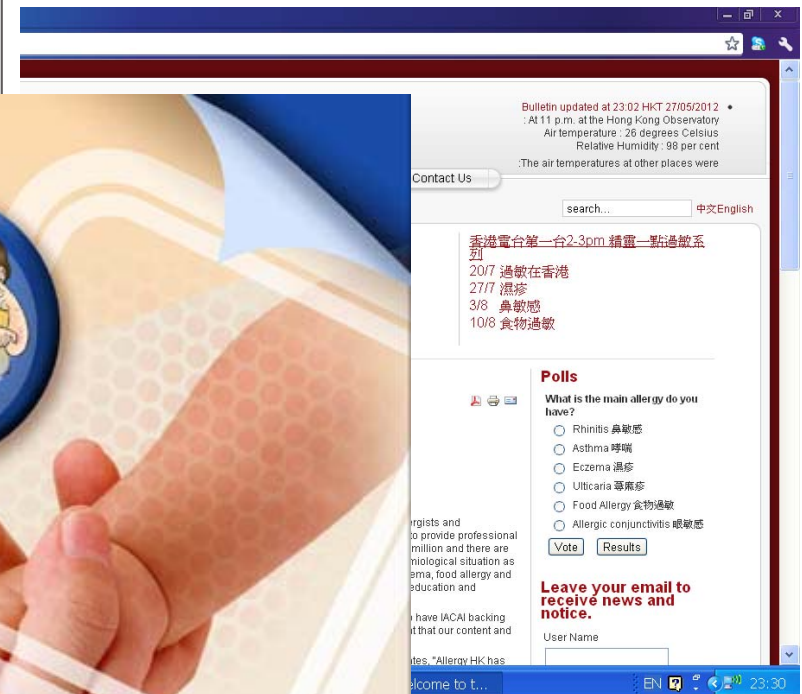 Bulletin updated at 23:02 HKT 27/05/2012
: At 11 p.m. at the Hong Kong Observatory
Air temperature : 26 degrees Celsius
Relative Humidity : 98 per cent
:The air temperatures at other places were
Contact Us
search...
中文English
香港電台第一台2-3pm 精靈一點過敏系
列
20/7 過敏在香港
27/7 濕疹
3/8 鼻敏感
10/8 食物過敏
Polls
What is the main allergy do you
have?
Rhinitis 鼻敏感
Asthma 哮喘
Eczema 濕疹
Ulticaria 蕁麻疹
Food Allergy 食物過敏
Allergic conjunctivitis 眼敏感
Vote Results
rgists and
to provide professional
million and there are
miological situation as
ema, food allergy and
education and
have IACAI backing
t that our content and
tes, "Allergy HK has
Leave your email to
receive news and
notice.
User Name
elcome to t...
EN
23:30